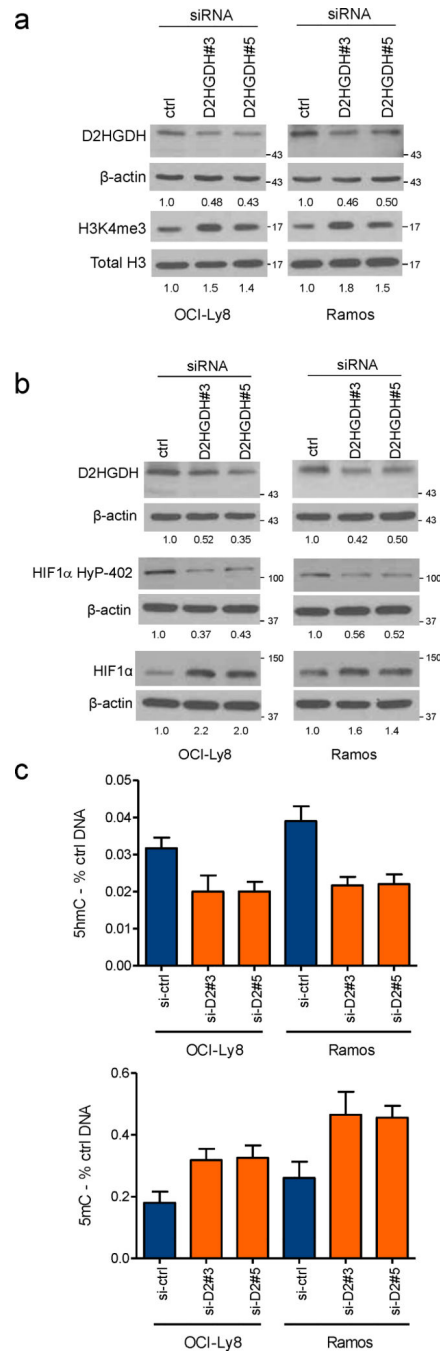 a
siRNA
siRNA
ctrl D2HGDH#3 D2HGDH#5 ctrl D2HGDH#3 D2HGDH#5
D2HGDH
43 43
β-actin
43 43
1.0 0.48 0.43 1.0 0.46 0.50
H3K4me3 17 17
Total H3 17 17
1.0 1.5 1.4 1.0 1.8 1.5
OCI-Ly8 Ramos
b
siRNA siRNA
ctrl D2HGDH#3 D2HGDH#5 ctrl D2HGDH#3 D2HGDH#5
D2HGDH
43 43
β-actin 43 43
1.0 0.52 0.35 1.0 0.42 0.50
HIF1α HyP-402 100 100
β-actin
37 37
1.0 0.37 0.43 1.0 0.56 0.52
150 150
HIF1α
β-actin
37 37
1.0 2.2 2.0 1.0 1.6 1.4
OCI-Ly8 Ramos
c
5hmC - % ctrl DNA
0.05
0.04
0.03
0.02
0.01
0.00
si-ctrl si-D2#3 si-D2#5 si-ctrl si-D2#3 si-D2#5
OCI-Ly8 Ramos
5mC - % ctrl DNA
0.6
0.4
0.2
0.0
si-ctrl si-D2#3 si-D2#5 si-ctrl si-D2#3 si-D2#5
OCI-Ly8 Ramos